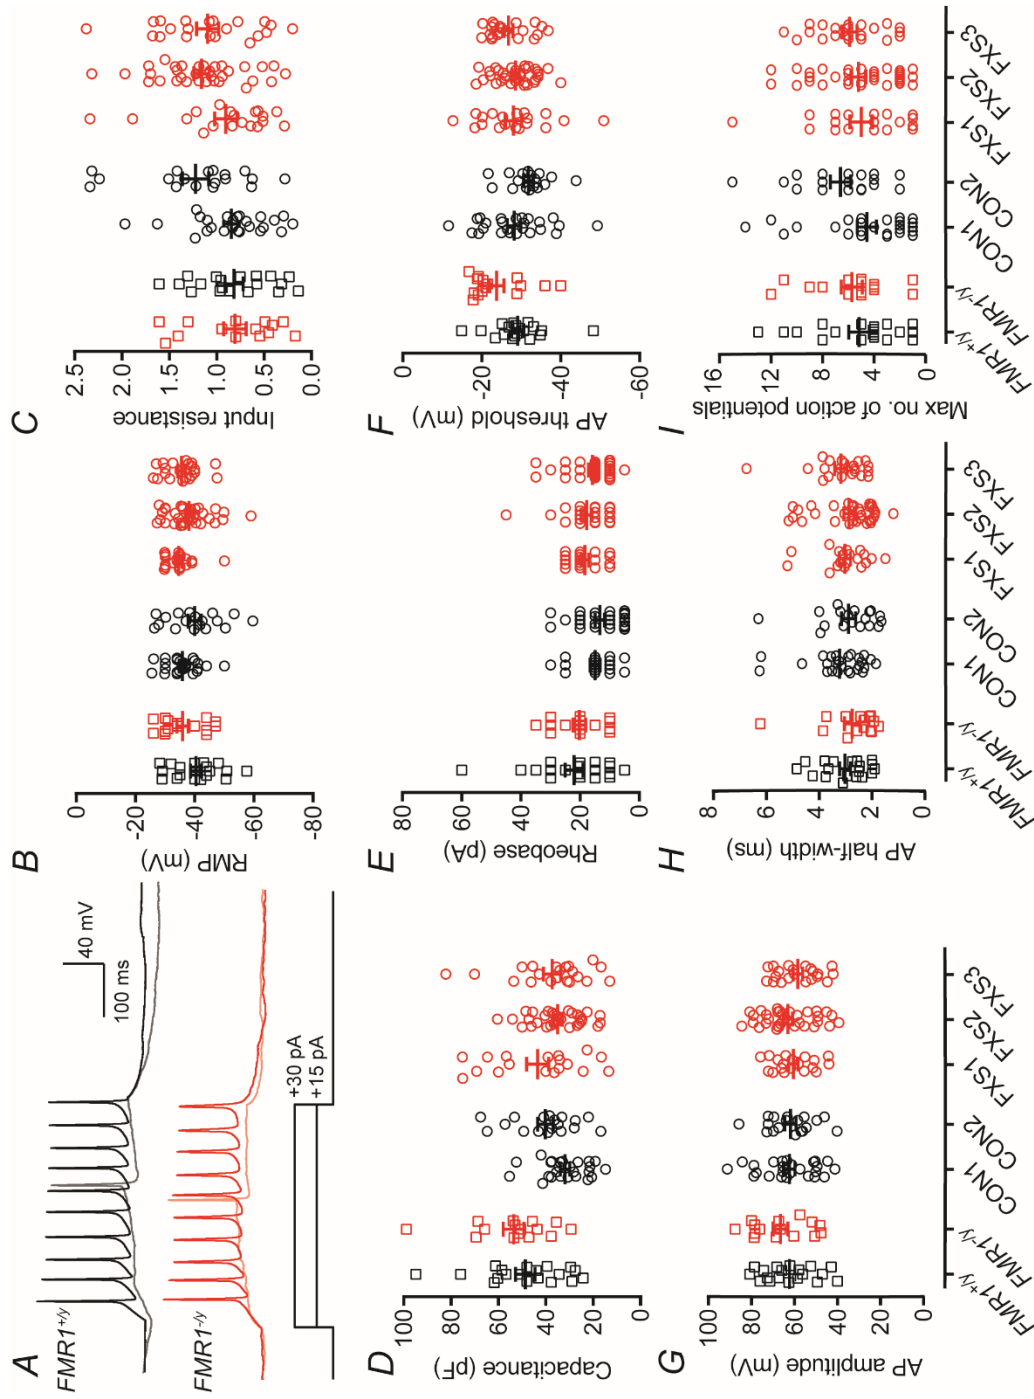 A
FMR1+/y
40 mV
100 ms
FMR1-/y
+30 pA
+15 pA
B
RMP (mV)
0
-20
-40
-60
-80
C
Input resistance
2.5
2.0
1.5
1.0
0.5
0.0
D
Capacitance (pF)
100
80
60
40
20
0
E
Rheobase (pA)
80
60
40
20
0
F
AP threshold (mV)
0
-20
-40
-60
G
AP amplitude (mV)
100
80
60
40
20
0
FMR1+/y
FMR1-/y
CON1
CON2
FXS1
FXS2
FXS3
H
AP half-width (ms)
8
6
4
2
0
FMR1+/y
FMR1-/y
CON1
CON2
FXS1
FXS2
FXS3
I
Max no. of action potentials
16
12
8
4
0
FMR1+/y
FMR1-/y
CON1
CON2
FXS1
FXS2
FXS3